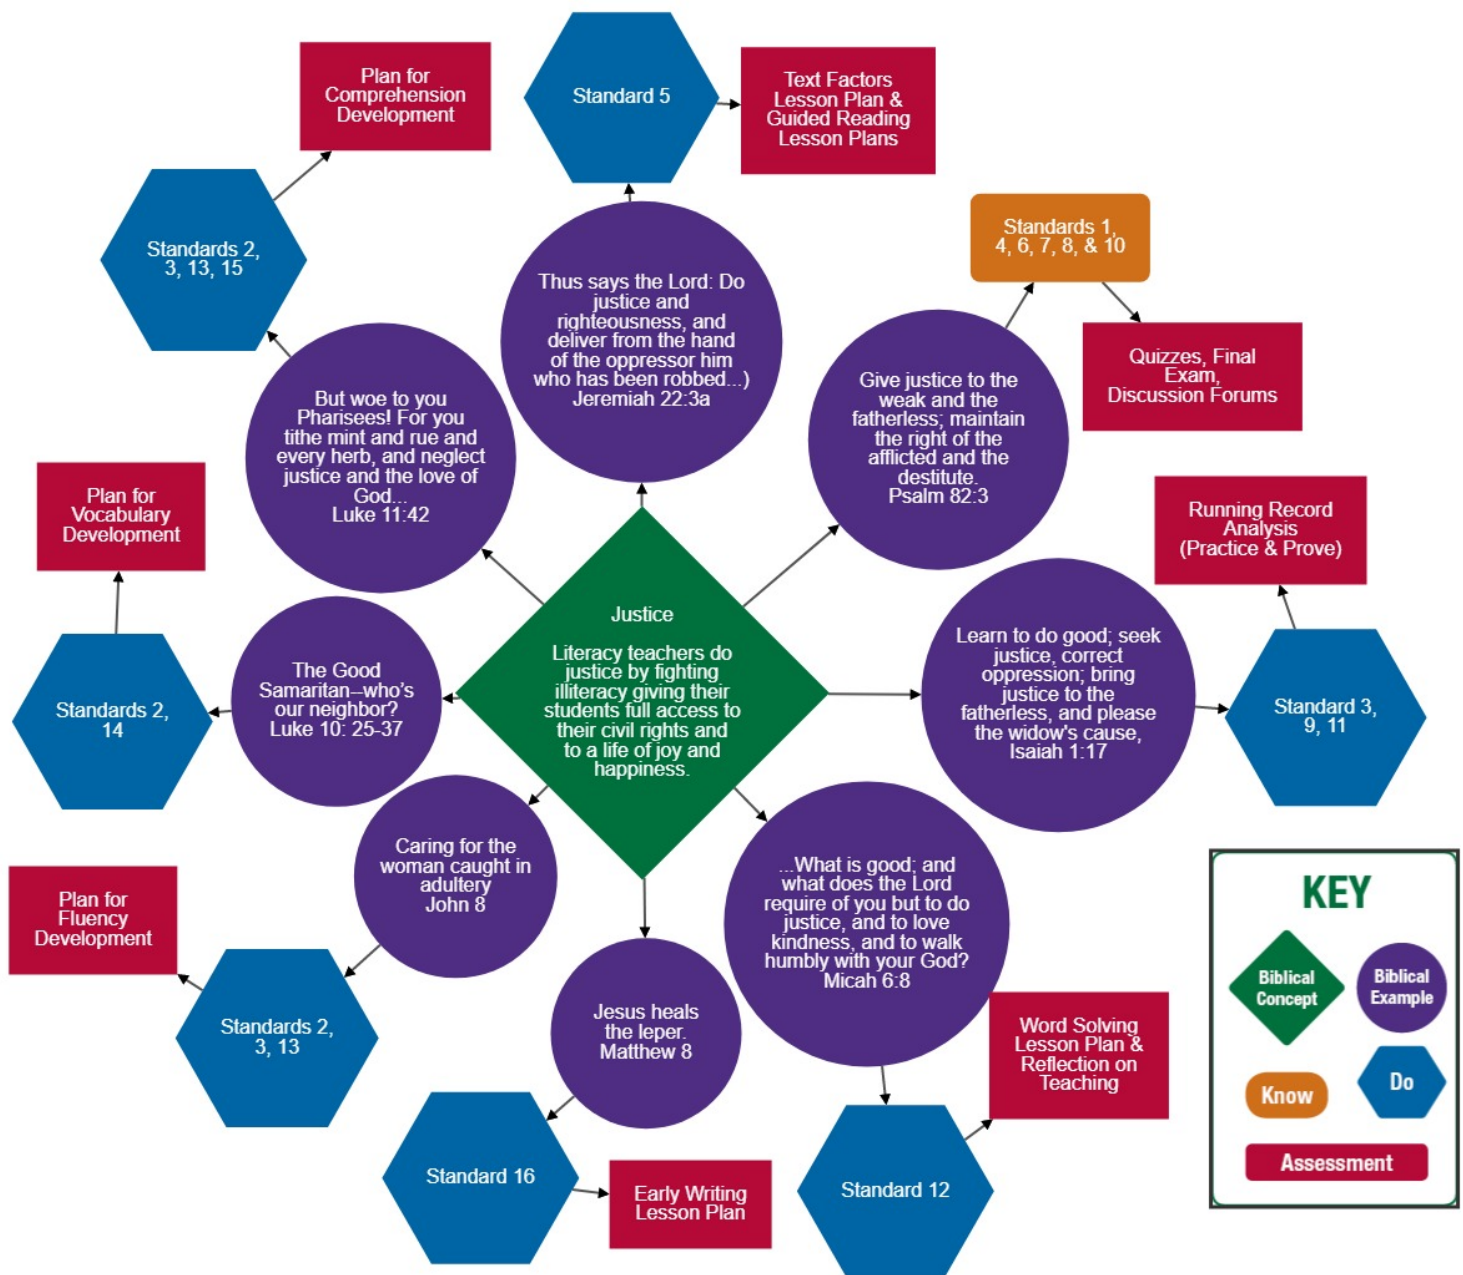 Plan for
Comprehension
Development
Standard 5
Text Factors
Lesson Plan &
Guided Reading
Lesson Plans
Standards 2,
3, 13, 15
Standards 1,
4, 6, 7, 8, & 10
Thus says the Lord: Do
justice and
righteousness, and
deliver from the hand
of the oppressor him
who has been robbed...)
Jeremiah 22:3a
Quizzes, Final
Exam,
Discussion Forums
But woe to you
Pharisees! For you
tithe mint and rue and
every herb, and neglect
justice and the love of
God...
Luke 11:42
Give justice to the
weak and the
fatherless; maintain
the right of the
afflicted and the
destitute.
Psalm 82:3
Plan for
Vocabulary
Development
Running Record
Analysis
(Practice & Prove)
Justice
Literacy teachers do
justice by fighting
illiteracy giving their
students full access to
their civil rights and
to a life of joy and
happiness.
Learn to do good; seek
justice, correct
oppression; bring
justice to the
fatherless, and please
the widow's cause,
Isaiah 1:17
The Good
Samaritan--who's
our neighbor?
Luke 10: 25-37
Standards 2,
14
Standard 3,
9, 11
Caring for the
woman caught in
adultery
John 8
...What is good; and
what does the Lord
require of you but to do
justice, and to love
kindness, and to walk
humbly with your God?
Micah 6:8
Plan for
Fluency
Development
Standards 2,
3, 13
Jesus heals
the leper.
Matthew 8
Word Solving
Lesson Plan &
Reflection on
Teaching
Standard 16
Early Writing
Lesson Plan
Standard 12
KEY
Biblical
Concept
Biblical
Example
Know
Do
Assessment